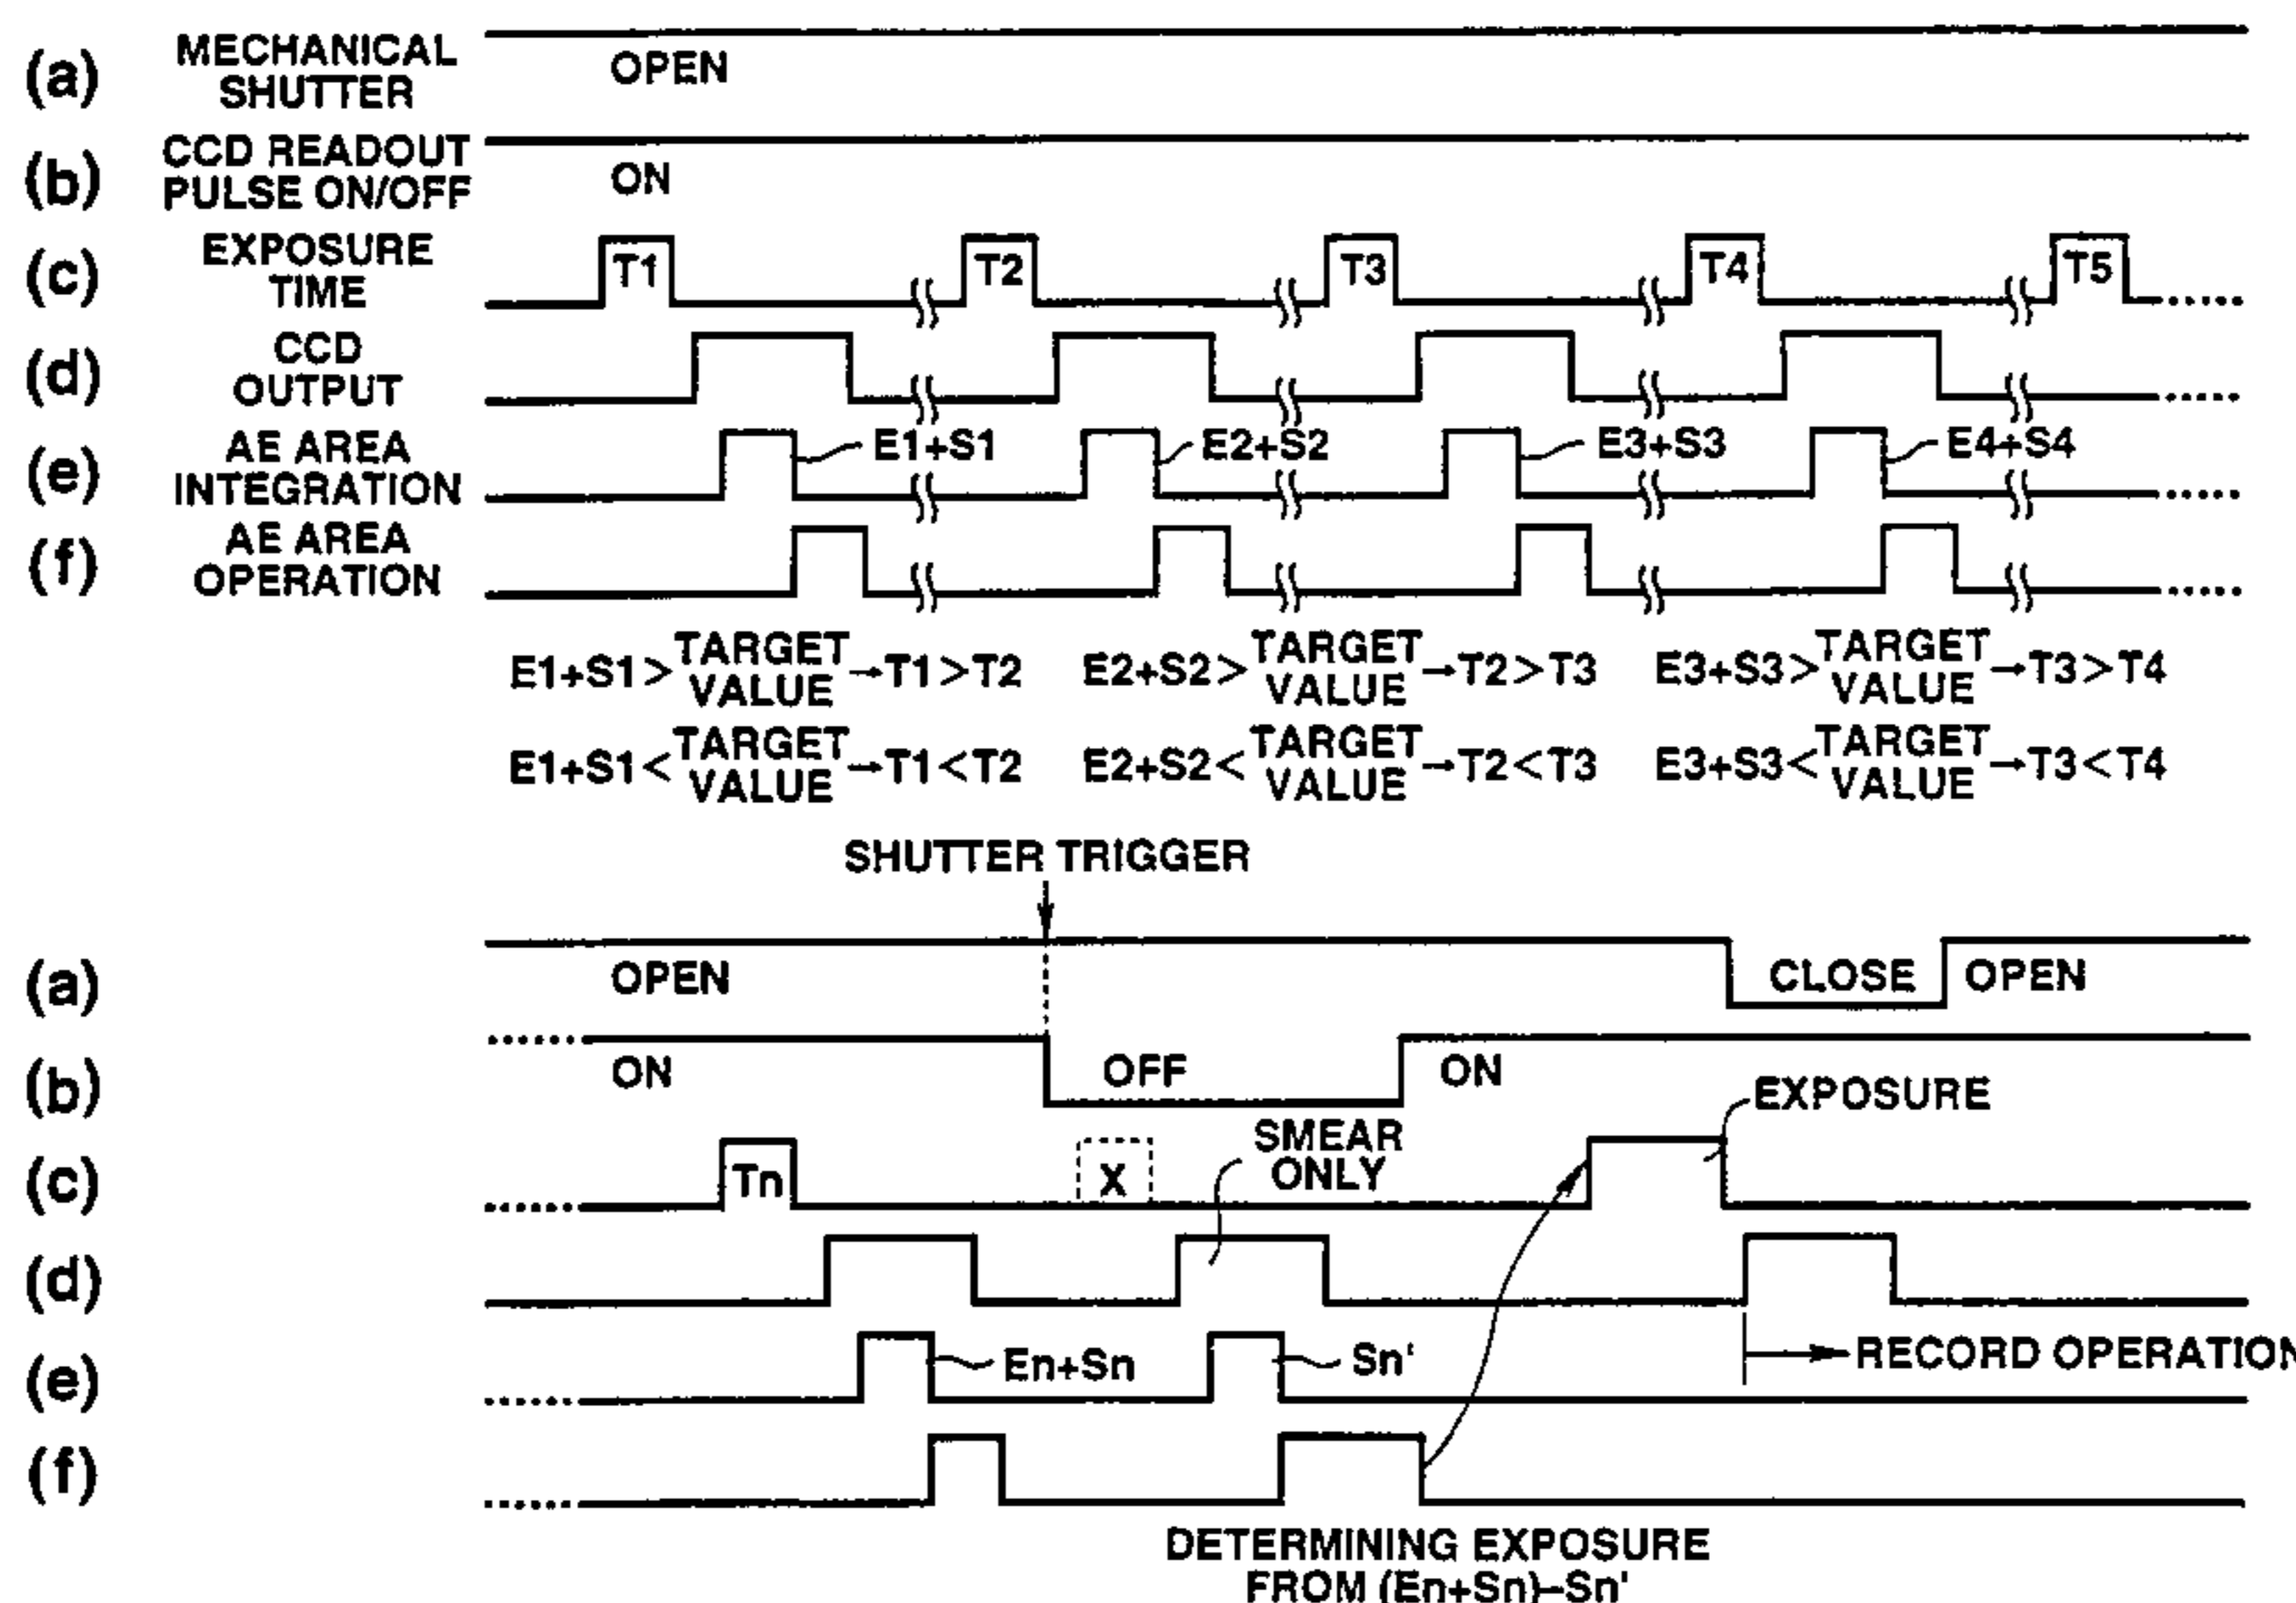 (a) MECHANICAL SHUTTER OPEN
(b) CCD READOUT PULSE ON/OFF ON
(c) EXPOSURE TIME T1 T2 T3 T4 T5
(d) CCD OUTPUT
(e) AE AREA INTEGRATION E1+S1 E2+S2 E3+S3 E4+S4
(f) AE AREA OPERATION
E1+S1>TARGET VALUE→T1>T2 E2+S2>TARGET VALUE→T2>T3 E3+S3>TARGET VALUE→T3>T4
E1+S1<TARGET VALUE→T1<T2 E2+S2<TARGET VALUE→T2<T3 E3+S3<TARGET VALUE→T3<T4
SHUTTER TRIGGER
(a) OPEN CLOSE OPEN
(b) ON OFF ON
EXPOSURE
SMEAR ONLY
(c) Tn X
(d)
(e) En+Sn Sn' RECORD OPERATION
(f)
DETERMINING EXPOSURE
FROM (En+Sn)–Sn'